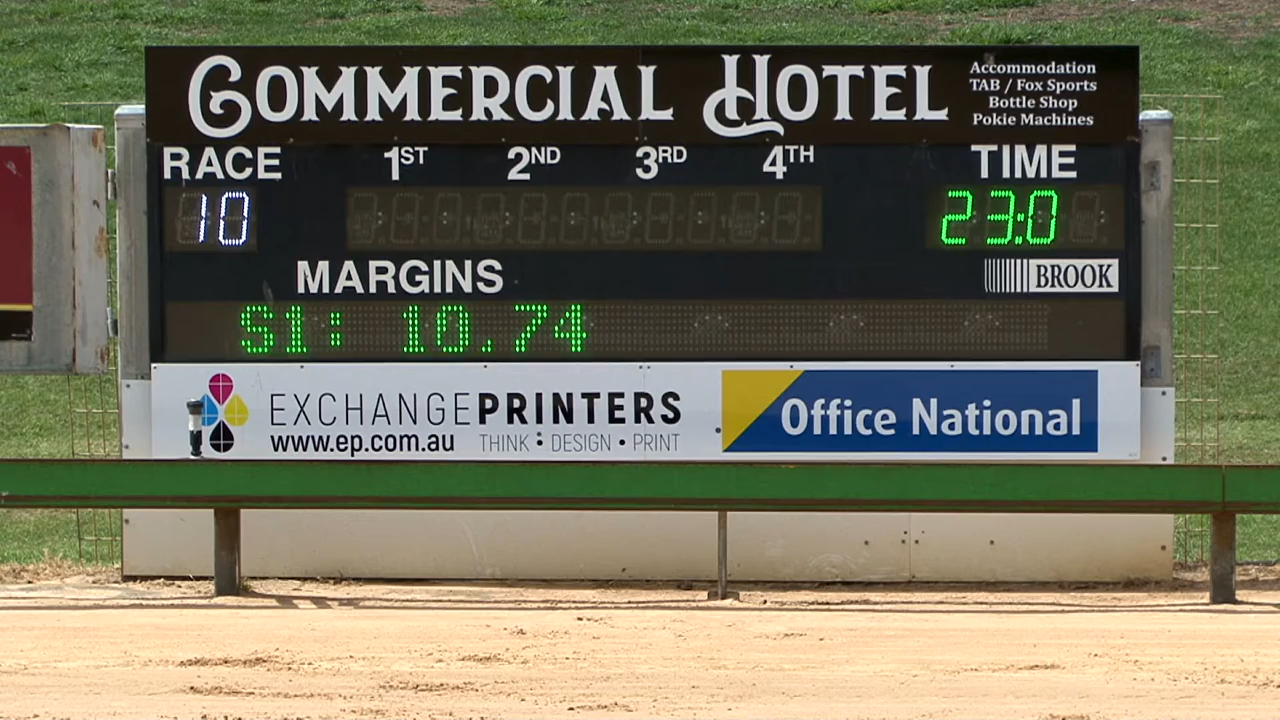 COMMERCIAL HOTEL
Accommodation
TAB / Fox Sports
Bottle Shop
Pokie Machines
RACE 1ST 2ND 3RD 4TH TIME
10 23:0
MARGINS BROOK
S1: 10.74
EXCHANGEPRINTERS
www.ep.com.au THINK • DESIGN • PRINT
Office National